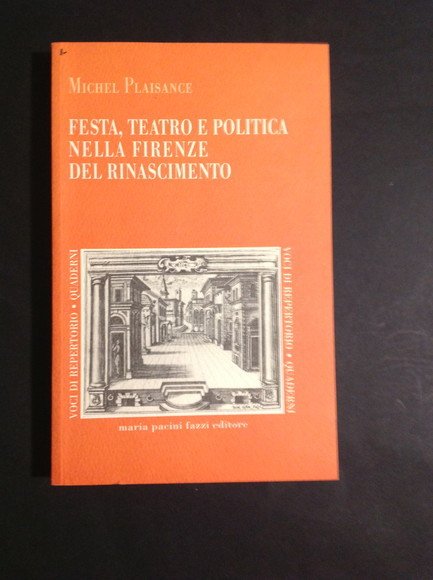 MICHEL PLAISANCE
FESTA, TEATRO E POLITICA
NELLA FIRENZE
DEL RINASCIMENTO
VOCI DI REPERTORIO • QUADERNI
VOCI DI REPERTORIO • QUADERNI
maria pacini fazzi editore